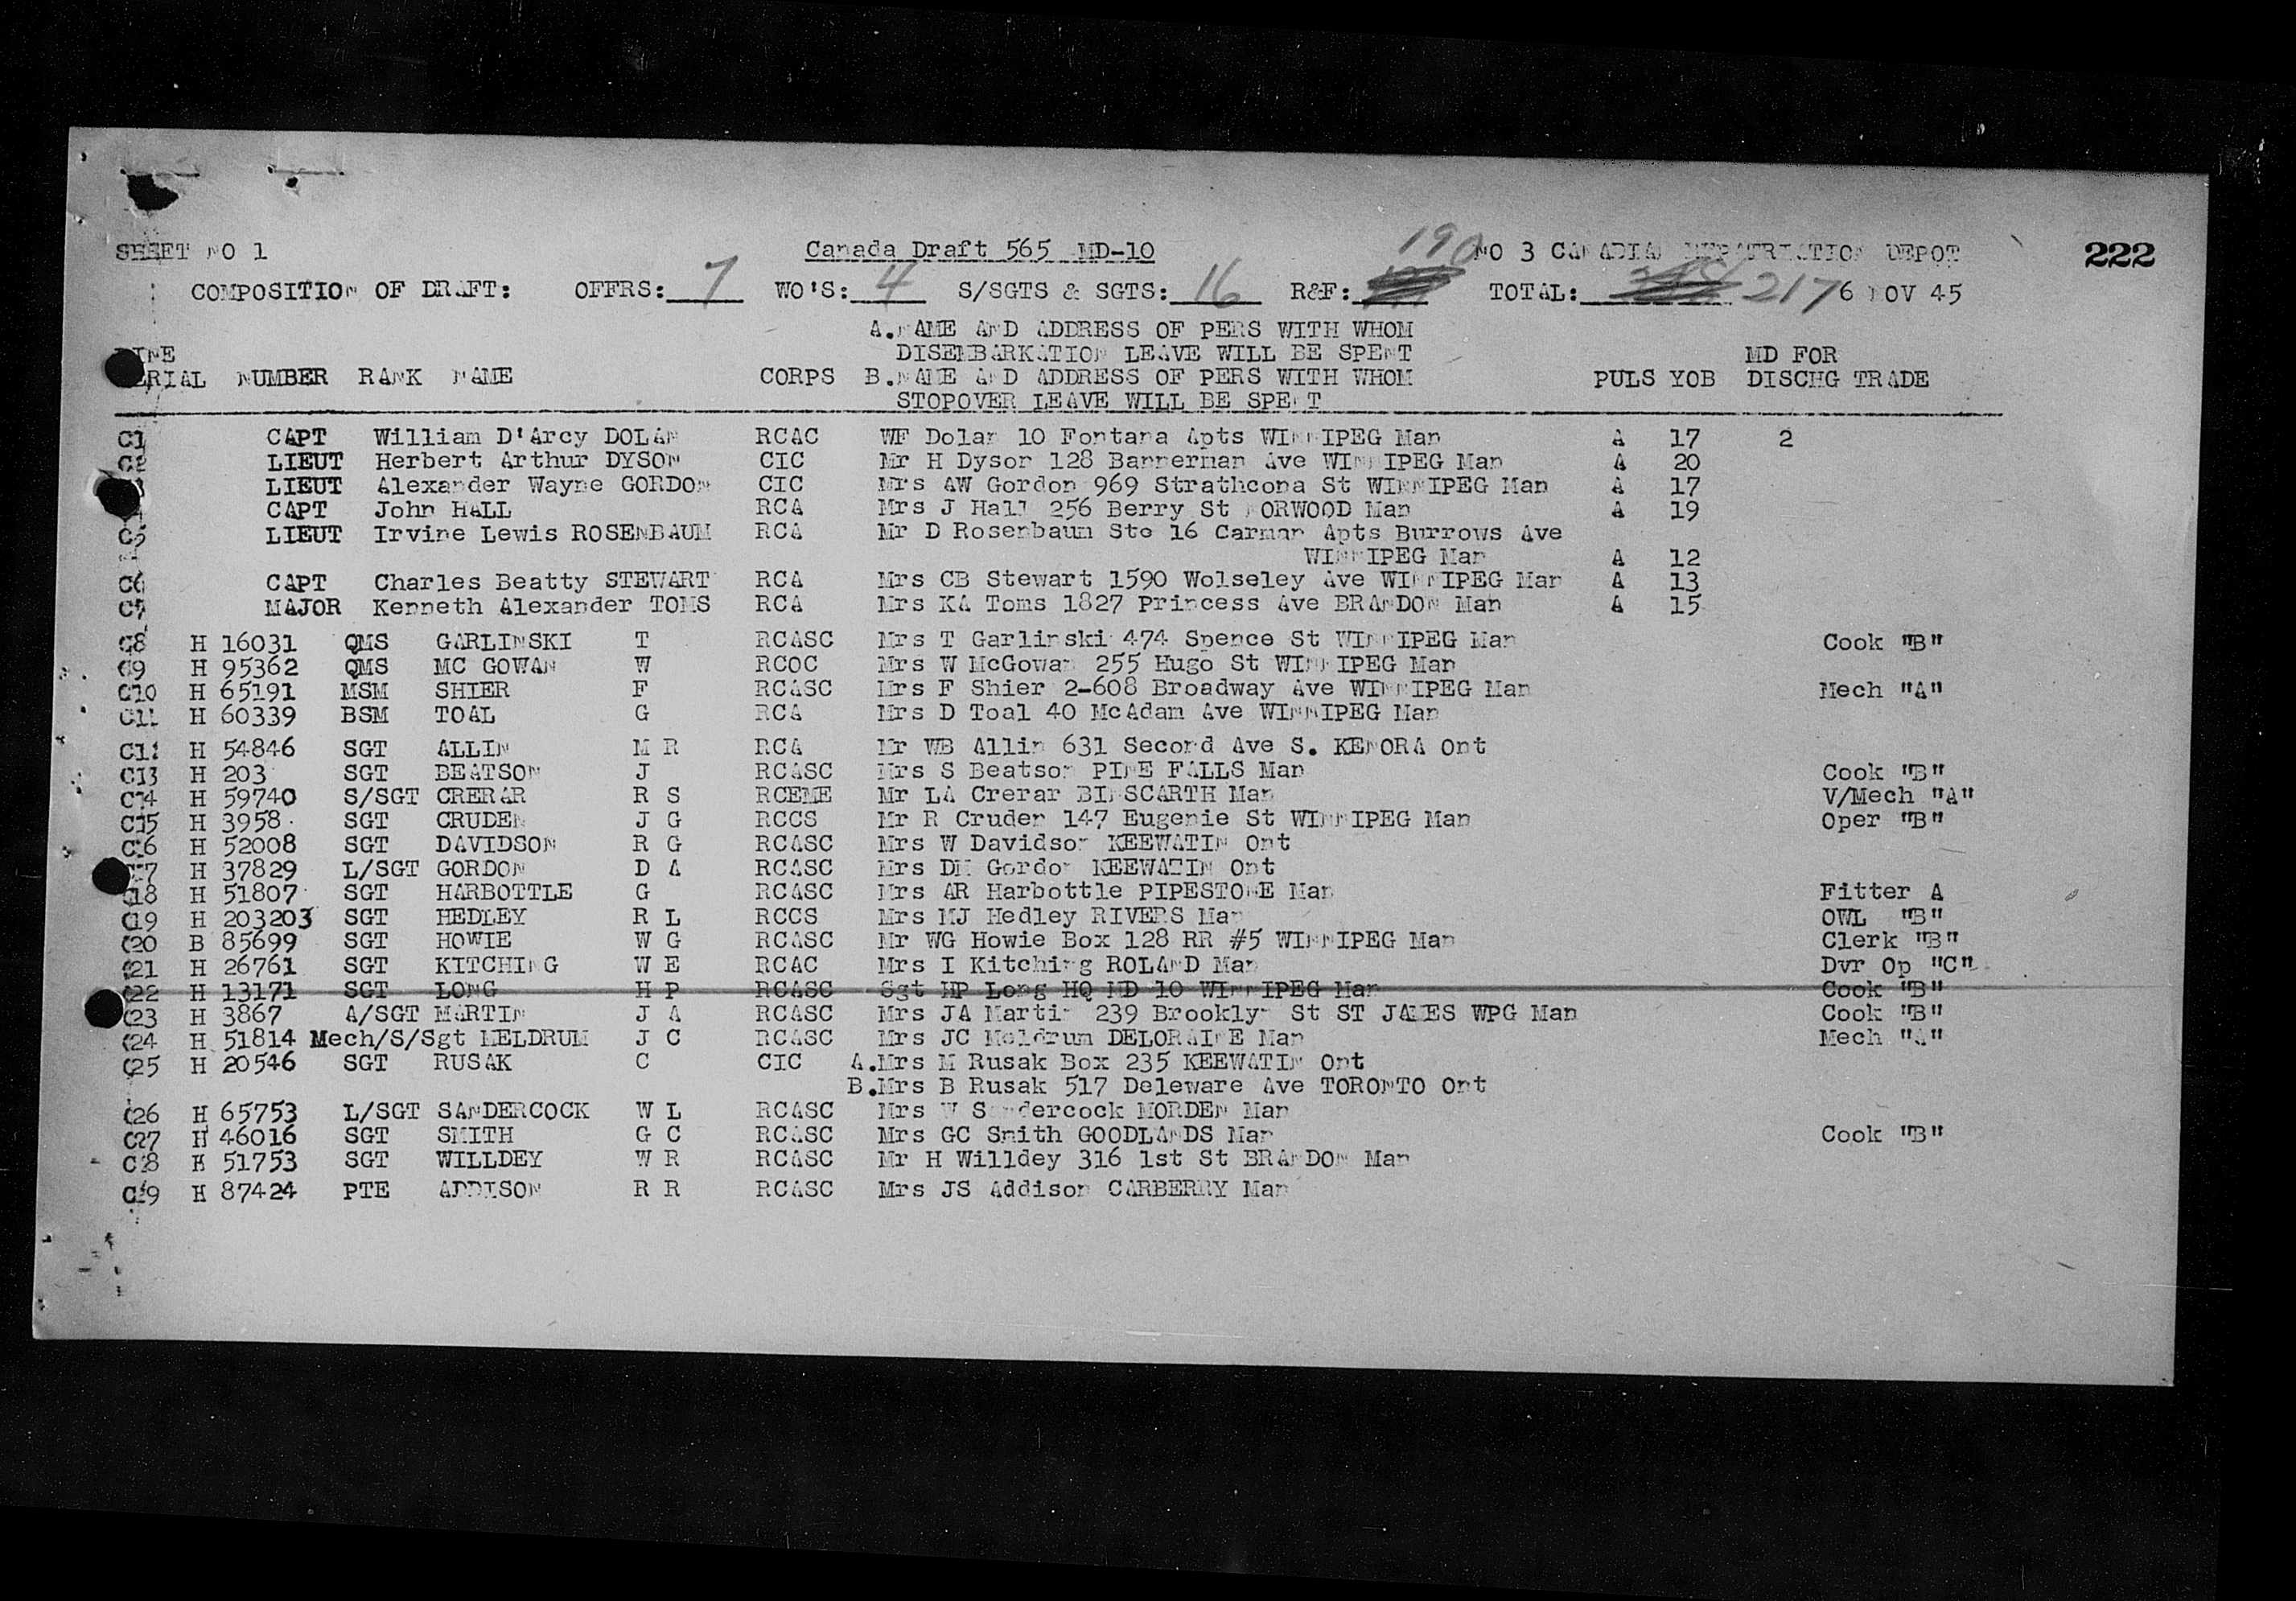 SHEET NO 1 Canada Draft 565 MD-10 190 NO 3 CANADIAN REPATRIATION DEPOT 222
COMPOSITION OF DRAFT: OFFRS: 7 WO'S: 4 S/SGTS & SGTS: 16 R&F: TOTAL: 217 6 NOV 45
A.NAME AND ADDRESS OF PERS WITH WHOM
LINE DISEMBARKATION LEAVE WILL BE SPENT MD FOR
SERIAL NUMBER RANK NAME CORPS B.NAME AND ADDRESS OF PERS WITH WHOM PULS YOB DISCHG TRADE
STOPOVER LEAVE WILL BE SPENT
C1 CAPT William D'Arcy DOLAN RCAC WF Dolan 10 Fontana Apts WINNIPEG Man A 17 2
C2 LIEUT Herbert Arthur DYSON CIC Mr H Dyson 128 Bannerman Ave WINNIPEG Man A 20
C3 LIEUT Alexander Wayne GORDON CIC Mrs AW Gordon 969 Strathcona St WINNIPEG Man A 17
C4 CAPT John HALL RCA Mrs J Hall 256 Berry St NORWOOD Man A 19
C5 LIEUT Irvine Lewis ROSENBAUM RCA Mr D Rosenbaum Ste 16 Carman Apts Burrows Ave
WINNIPEG Man A 12
C6 CAPT Charles Beatty STEWART RCA Mrs CB Stewart 1590 Wolseley Ave WINNIPEG Man A 13
C7 MAJOR Kenneth Alexander TOMS RCA Mrs KA Toms 1827 Princess Ave BRANDON Man A 15
C8 H 16031 QMS GARLINSKI T RCASC Mrs T Garlinski 474 Spence St WINNIPEG Man Cook "B"
C9 H 95362 QMS MC GOWAN W RCOC Mrs W McGowan 255 Hugo St WINNIPEG Man
C10 H 65191 MSM SHIER F RCASC Mrs F Shier 2-608 Broadway Ave WINNIPEG Man Mech "A"
C11 H 60339 BSM TOAL G RCA Mrs D Toal 40 McAdam Ave WINNIPEG Man
C12 H 54846 SGT ALLIN M R RCA Mr WB Allin 631 Second Ave S. KENORA Ont
C13 H 203 SGT BEATSON J RCASC Mrs S Beatson PINE FALLS Man Cook "B"
C14 H 59740 S/SGT CRERAR R S RCEME Mr LA Crerar BINSCARTH Man V/Mech "A"
C15 H 3958 SGT CRUDEN J G RCCS Mr R Cruden 147 Eugenie St WINNIPEG Man Oper "B"
C16 H 52008 SGT DAVIDSON R G RCASC Mrs W Davidson KEEWATIN Ont
C17 H 37829 L/SGT GORDON D A RCASC Mrs DM Gordon KEEWATIN Ont
C18 H 51807 SGT HARBOTTLE G RCASC Mrs AR Harbottle PIPESTONE Man Fitter A
C19 H 203203 SGT HEDLEY R L RCCS Mrs MJ Hedley RIVERS Man OWL "B"
C20 B 85699 SGT HOWIE W G RCASC Mr WG Howie Box 128 RR #5 WINNIPEG Man Clerk "B"
C21 H 26761 SGT KITCHING W E RCAC Mrs I Kitching ROLAND Man Dvr Op "C"
C22 H 13171 SGT LONG H P RCASC Sgt HP Long HQ MD 10 WINNIPEG Man Cook "B"
C23 H 3867 A/SGT MARTIN J A RCASC Mrs JA Martin 239 Brooklyn St ST JAMES WPG Man Cook "B"
C24 H 51814 Mech/S/Sgt MELDRUM J C RCASC Mrs JC Meldrum DELORAINE Man Mech "A"
C25 H 20546 SGT RUSAK C CIC A.Mrs M Rusak Box 235 KEEWATIN Ont
B.Mrs B Rusak 517 Deleware Ave TORONTO Ont
C26 H 65753 L/SGT SANDERCOCK W L RCASC Mrs W Sandercock MORDEN Man
C27 H 46016 SGT SMITH G C RCASC Mrs GC Smith GOODLANDS Man Cook "B"
C28 H 51753 SGT WILLDEY W R RCASC Mr H Willdey 316 1st St BRANDON Man
C29 H 87424 PTE ADDISON R R RCASC Mrs JS Addison CARBERRY Man